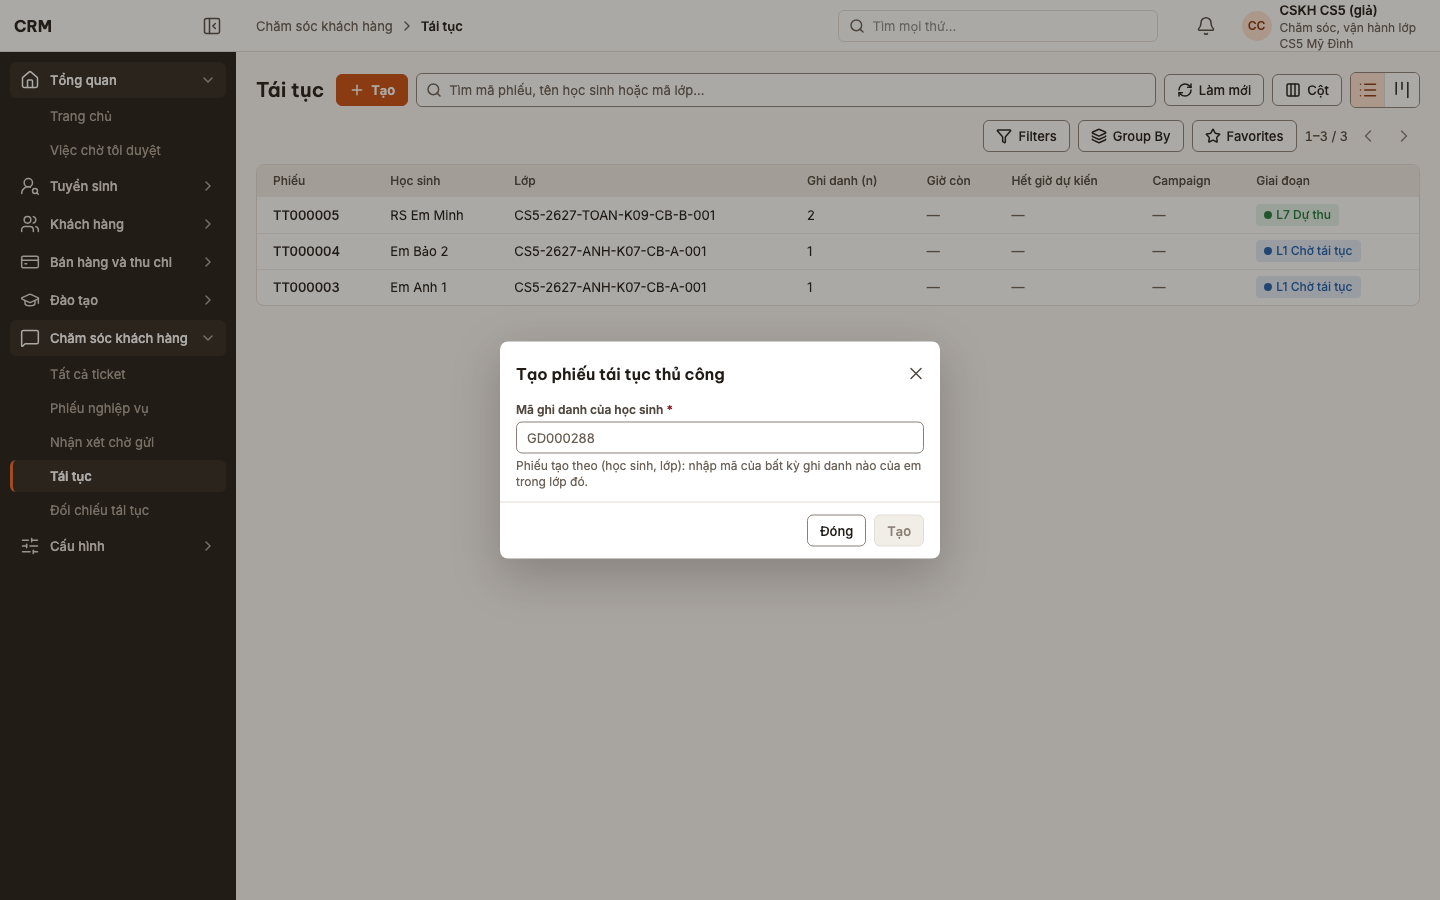 CRM
Chăm sóc khách hàng > Tái tục
Tìm mọi thứ...
CC
CSKH CS5 (giả)
Chăm sóc, vận hành lớp
CS5 Mỹ Đình
Tổng quan
Trang chủ
Việc chờ tôi duyệt
Tuyển sinh
Khách hàng
Bán hàng và thu chi
Đào tạo
Chăm sóc khách hàng
Tất cả ticket
Phiếu nghiệp vụ
Nhận xét chờ gửi
Tái tục
Đối chiếu tái tục
Cấu hình
Tái tục
+ Tạo
Tìm mã phiếu, tên học sinh hoặc mã lớp...
Làm mới
Cột
Filters
Group By
Favorites
1–3 / 3
Phiếu Học sinh Lớp Ghi danh (n) Giờ còn Hết giờ dự kiến Campaign Giai đoạn
TT000005 RS Em Minh CS5-2627-TOAN-K09-CB-B-001 2 — — — L7 Dự thu
TT000004 Em Bảo 2 CS5-2627-ANH-K07-CB-A-001 1 — — — L1 Chờ tái tục
TT000003 Em Anh 1 CS5-2627-ANH-K07-CB-A-001 1 — — — L1 Chờ tái tục
Tạo phiếu tái tục thủ công
Mã ghi danh của học sinh *
GD000288
Phiếu tạo theo (học sinh, lớp): nhập mã của bất kỳ ghi danh nào của em
trong lớp đó.
Đóng
Tạo